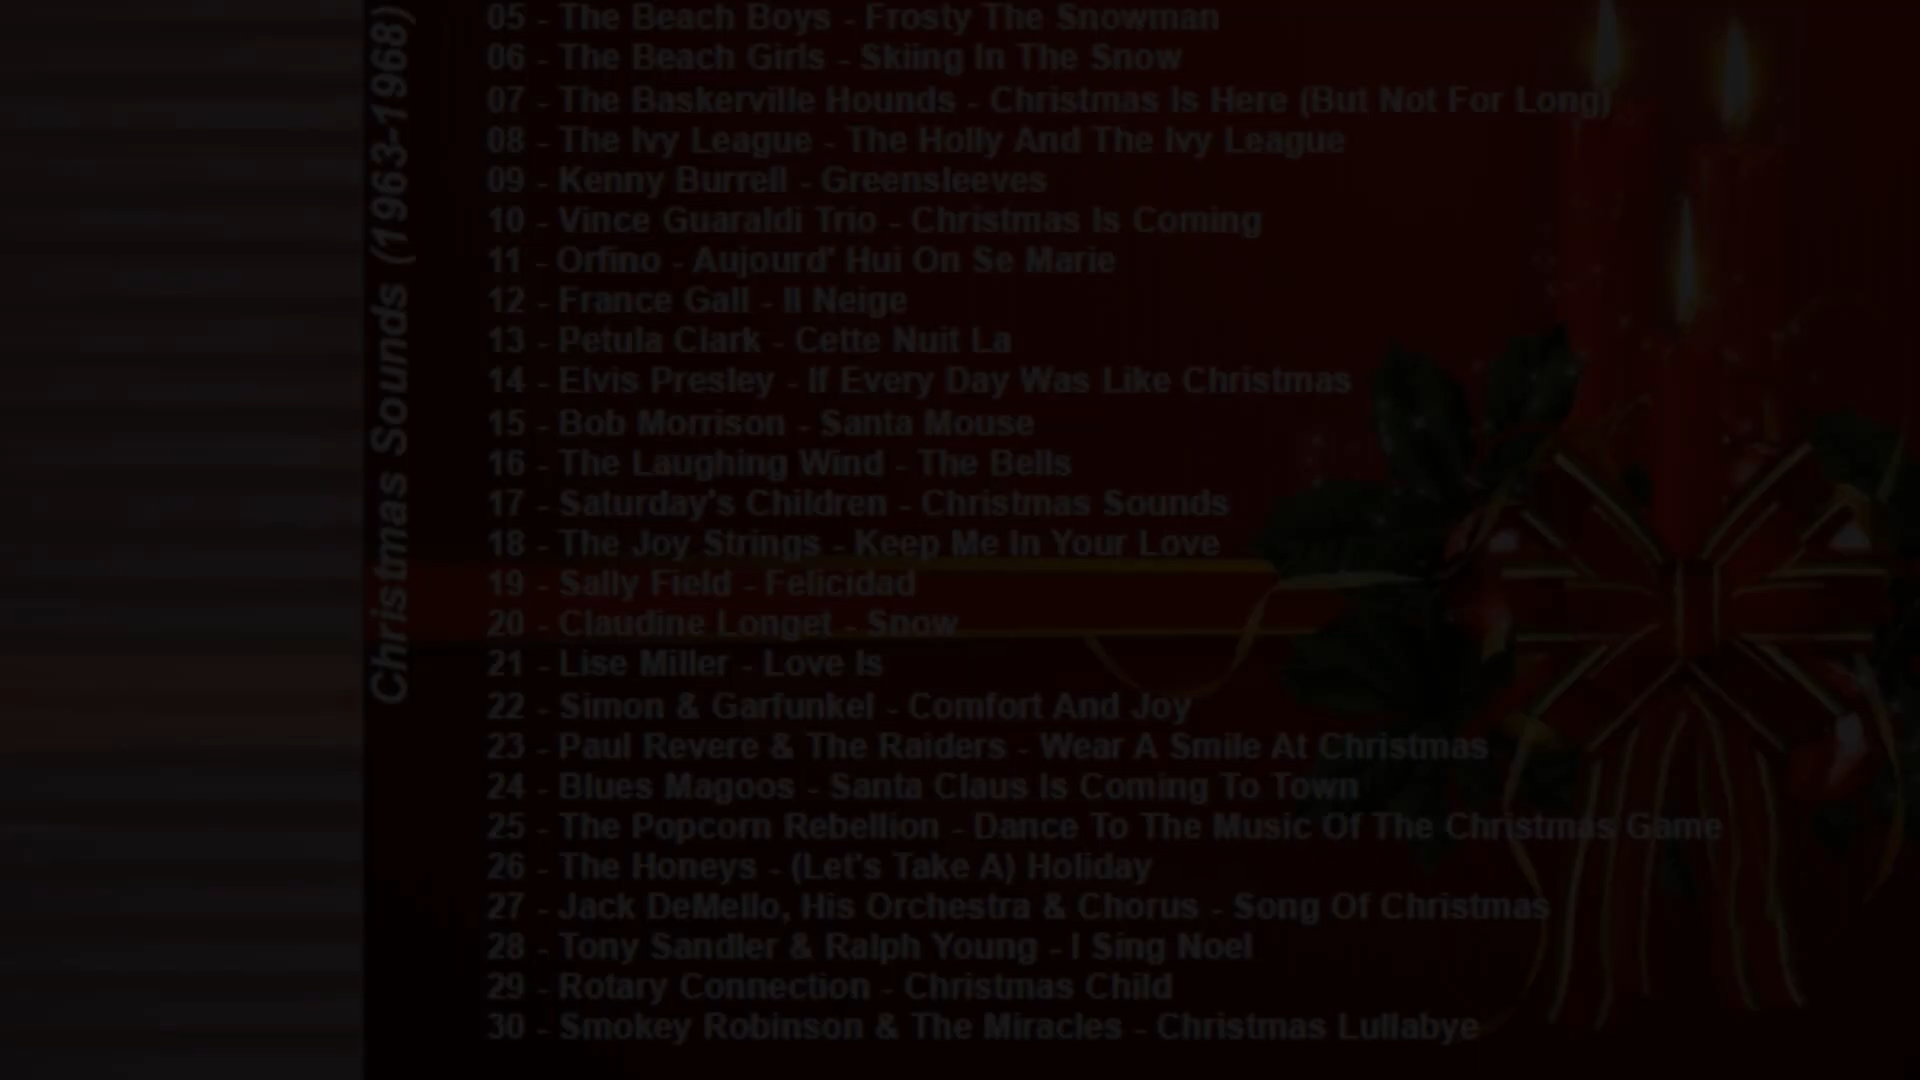 Christmas Sounds (1963-1968)
05 - The Beach Boys - Frosty The Snowman
06 - The Beach Girls - Skiing In The Snow
07 - The Baskerville Hounds - Christmas Is Here (But Not For Long)
08 - The Ivy League - The Holly And The Ivy League
09 - Kenny Burrell - Greensleeves
10 - Vince Guaraldi Trio - Christmas Is Coming
11 - Orfino - Aujourd' Hui On Se Marie
12 - France Gall - Il Neige
13 - Petula Clark - Cette Nuit La
14 - Elvis Presley - If Every Day Was Like Christmas
15 - Bob Morrison - Santa Mouse
16 - The Laughing Wind - The Bells
17 - Saturday's Children - Christmas Sounds
18 - The Joy Strings - Keep Me In Your Love
19 - Sally Field - Felicidad
20 - Claudine Longet - Snow
21 - Lise Miller - Love Is
22 - Simon & Garfunkel - Comfort And Joy
23 - Paul Revere & The Raiders - Wear A Smile At Christmas
24 - Blues Magoos - Santa Claus Is Coming To Town
25 - The Popcorn Rebellion - Dance To The Music Of The Christmas Game
26 - The Honeys - (Let's Take A) Holiday
27 - Jack DeMello, His Orchestra & Chorus - Song Of Christmas
28 - Tony Sandler & Ralph Young - I Sing Noel
29 - Rotary Connection - Christmas Child
30 - Smokey Robinson & The Miracles - Christmas Lullabye